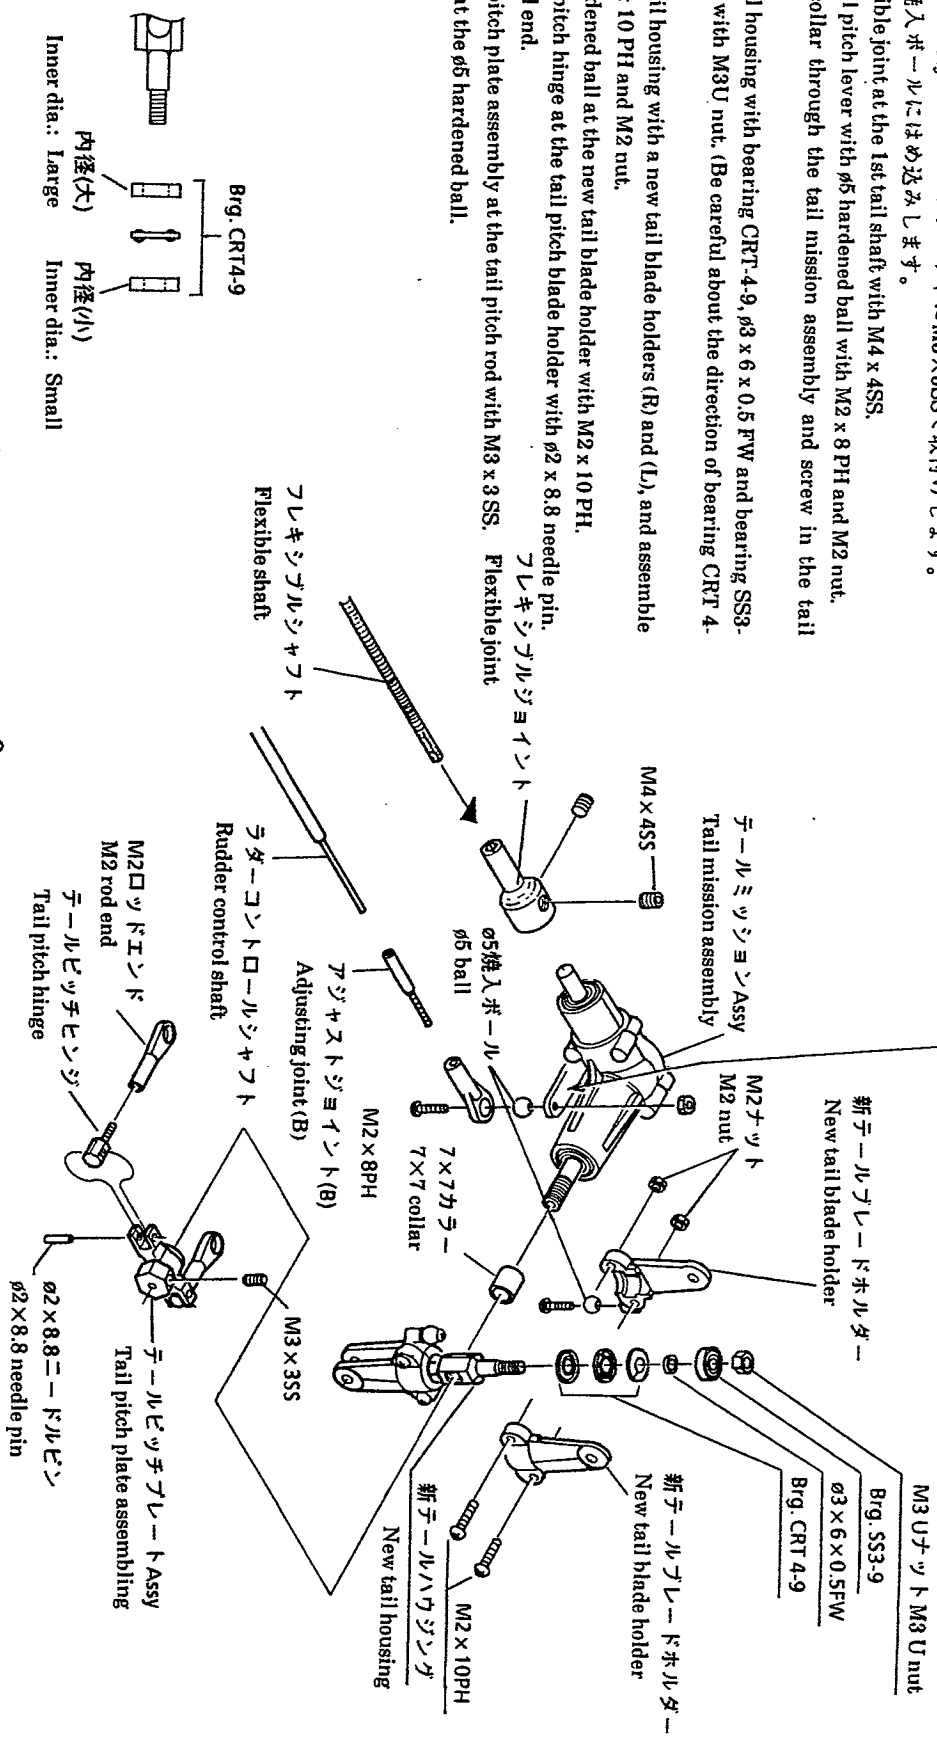 焼入ボールにはめ込みします。
ible joint at the 1st tail shaft with M4 x 4SS.
l pitch lever with ø5 hardened ball with M2 x 8 PH and M2 nut.
collar through the tail mission assembly and screw in the tail
l housing with bearing CRT-4-9, ø3 x 6 x 0.5 FW and bearing SS3-
with M3U nut. (Be careful about the direction of bearing CRT 4-
il housing with a new tail blade holders (R) and (L), and assemble
10 PH and M2 nut.
dened ball at the new tail blade holder with M2 x 10 PH.
pitch hinge at the tail pitch blade holder with ø2 x 8.8 needle pin.
end.
pitch plate assembly at the tail pitch rod with M3 x 3 SS.
at the ø5 hardened ball.
Brg. CRT4-9
内径(大)
Inner dia.: Large
内径(小)
Inner dia.: Small
フレキシブルジョイント
Flexible joint
フレキシブルシャフト
Flexible shaft
M4×4SS
テールミッションAssy
Tail mission assembly
ø5焼入ボール
ø5 ball
アジャストジョイント(B)
Adjusting joint (B)
ラダーコントロールシャフト
Rudder control shaft
M2ロッドエンド
M2 rod end
テールピッチヒンジ
Tail pitch hinge
M2×8PH
7×7カラー
7×7 collar
M2ナット
M2 nut
新テールブレードホルダー
New tail blade holder
M3×3SS
テールピッチプレートAssy
Tail pitch plate assembling
ø2×8.8ニードルピン
ø2×8.8 needle pin
M3 Uナット M3 U nut
Brg. SS3-9
ø3×6×0.5FW
Brg. CRT 4-9
新テールブレードホルダー
New tail blade holder
M2×10PH
新テールハウジング
New tail housing